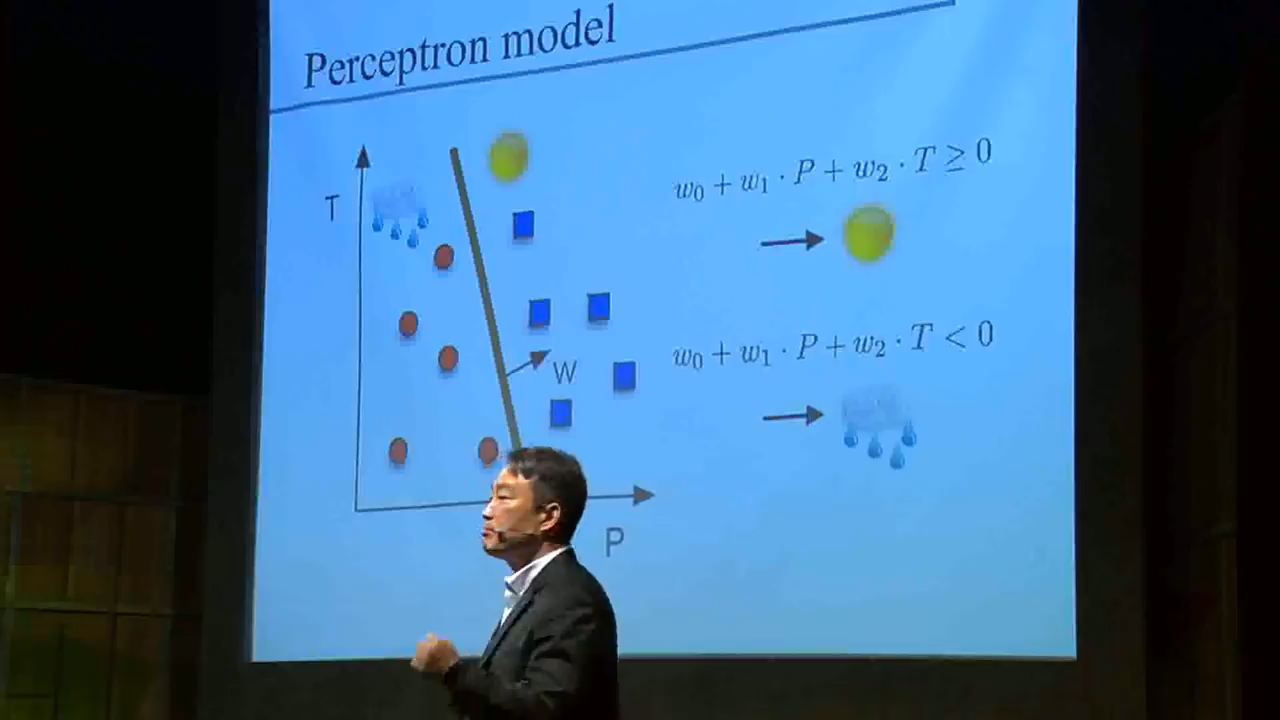 Perceptron model
T
W
P
w₀ + w₁ · P + w₂ · T ≥ 0
w₀ + w₁ · P + w₂ · T < 0